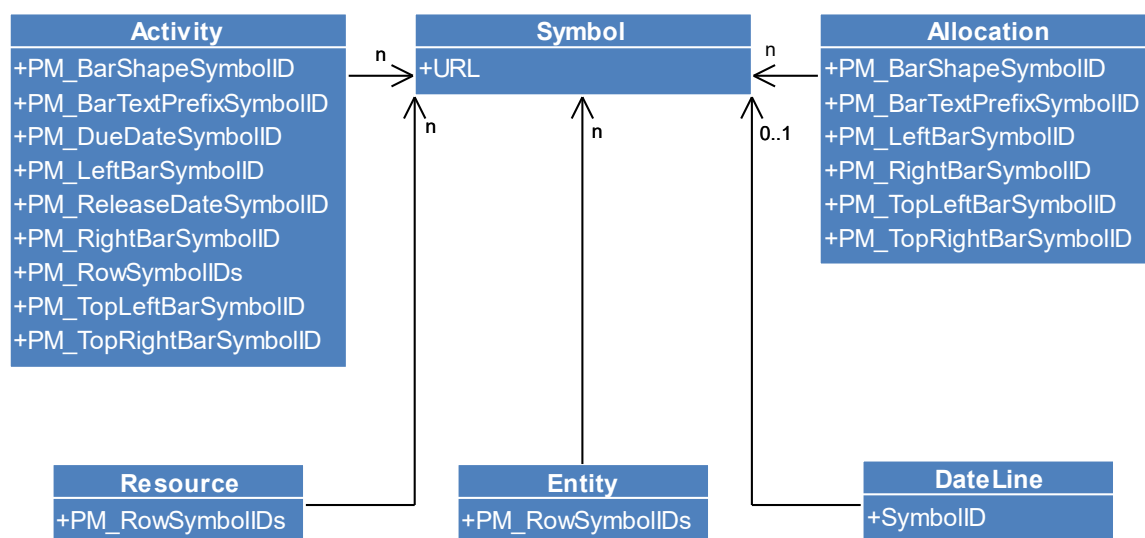 Activity
+PM_BarShapeSymbolID
+PM_BarTextPrefixSymbolID
+PM_DueDateSymbolID
+PM_LeftBarSymbolID
+PM_ReleaseDateSymbolID
+PM_RightBarSymbolID
+PM_RowSymbolIDs
+PM_TopLeftBarSymbolID
+PM_TopRightBarSymbolID
n
Symbol
+URL
n
Allocation
+PM_BarShapeSymbolID
+PM_BarTextPrefixSymbolID
+PM_LeftBarSymbolID
+PM_RightBarSymbolID
+PM_TopLeftBarSymbolID
+PM_TopRightBarSymbolID
n
n
0..1
Resource
+PM_RowSymbolIDs
Entity
+PM_RowSymbolIDs
DateLine
+SymbolID